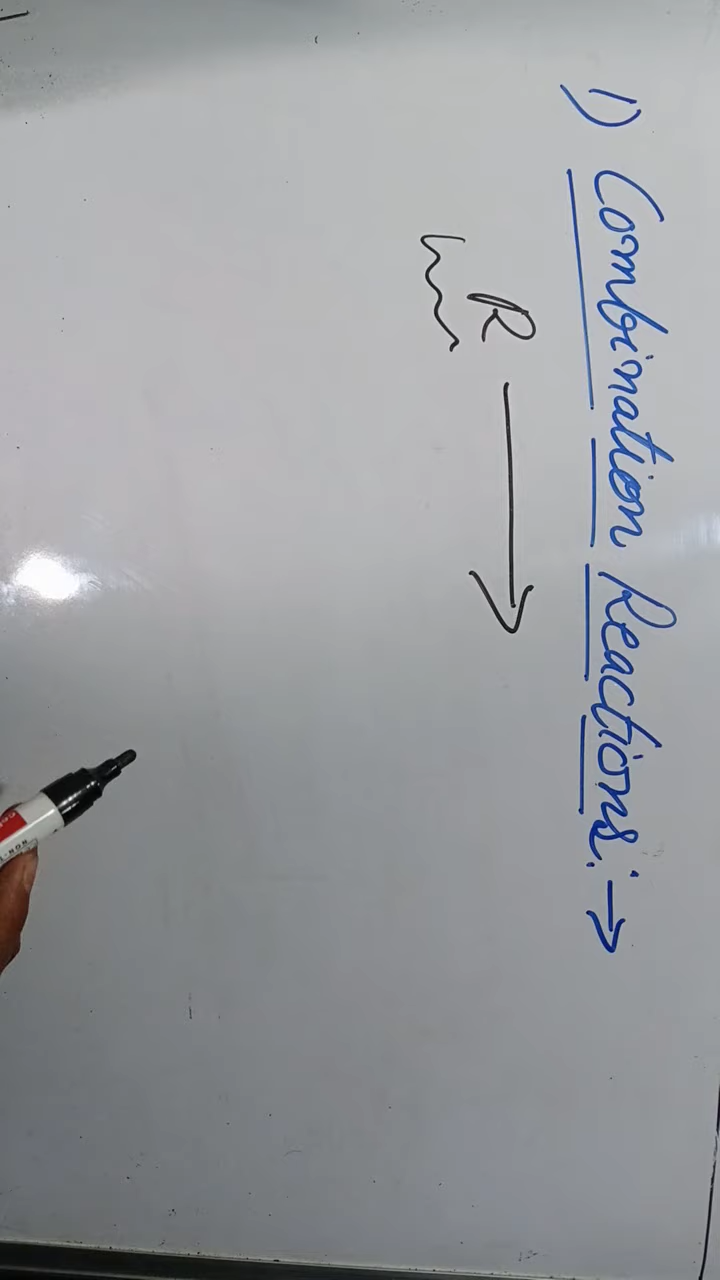 1) Combination Reactions :→
R →